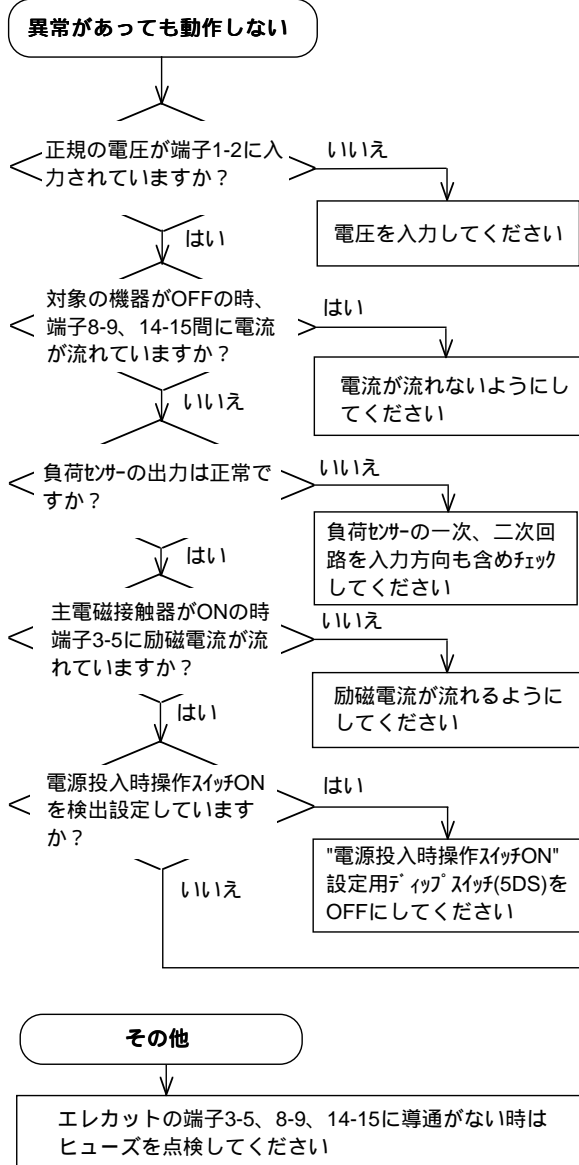 異常があっても動作しない
正規の電圧が端子1-2に入
力されていますか？
いいえ
電圧を入力してください
はい
対象の機器がOFFの時、
端子8-9、14-15間に電流
が流れていますか？
はい
電流が流れないようにし
てください
いいえ
負荷ｾﾝｻｰの出力は正常で
すか？
いいえ
負荷ｾﾝｻｰの一次、二次回
路を入力方向も含めﾁｪｯｸ
してください
はい
主電磁接触器がONの時
端子3-5に励磁電流が流
れていますか？
いいえ
励磁電流が流れるように
してください
はい
電源投入時操作ｽｲｯﾁON
を検出設定しています
か？
はい
"電源投入時操作ｽｲｯﾁON"
設定用ﾃﾞｨｯﾌﾟｽｲｯﾁ(5DS)を
OFFにしてください
いいえ
その他
エレカットの端子3-5、8-9、14-15に導通がない時は
ヒューズを点検してください